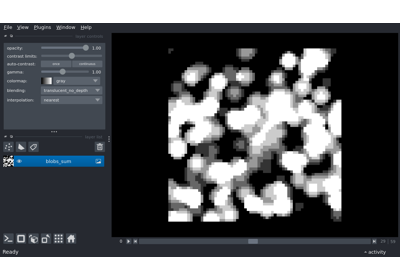 File View Plugins Window Help
opacity: 1.00
contrast limits:
auto-contrast: once continuous
gamma: 1.00
colormap: gray
blending: translucent_no_depth
interpolation: nearest
blobs_sum
Ready
activity